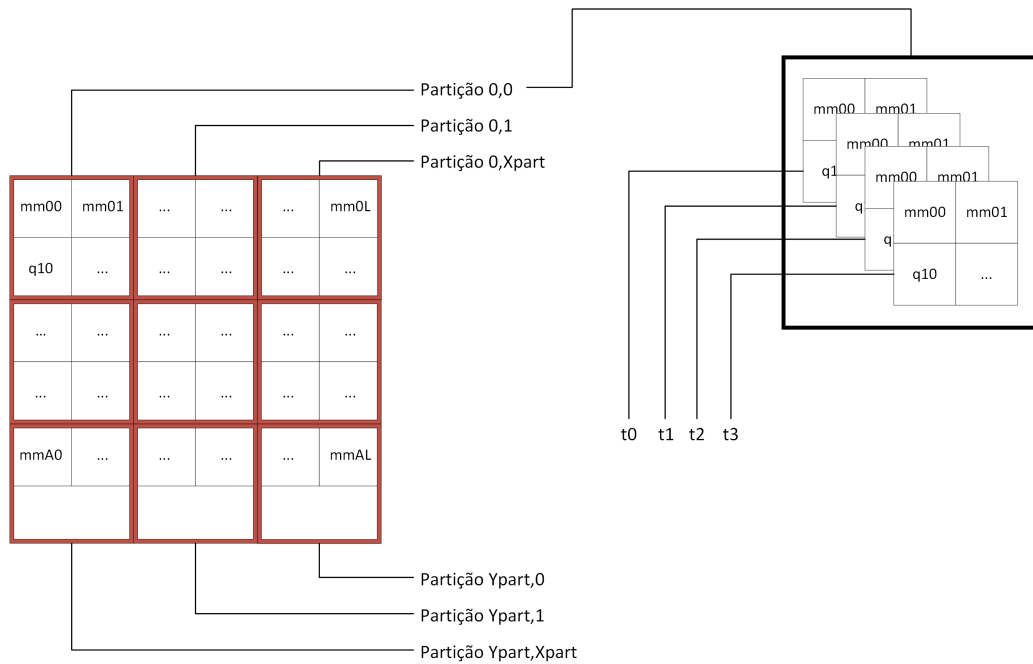 Partição 0,0
Partição 0,1
Partição 0,Xpart
mm00 mm01 ... ... ... mm0L
q10 ... ... ... ... ...
... ... ... ... ... ...
... ... ... ... ... ...
mmA0 ... ... ... ... mmAL
Partição Ypart,0
Partição Ypart,1
Partição Ypart,Xpart
mm00 mm01
q1
mm00 mm01
q
mm00 mm01
q
mm00 mm01
q10 ...
t0 t1 t2 t3